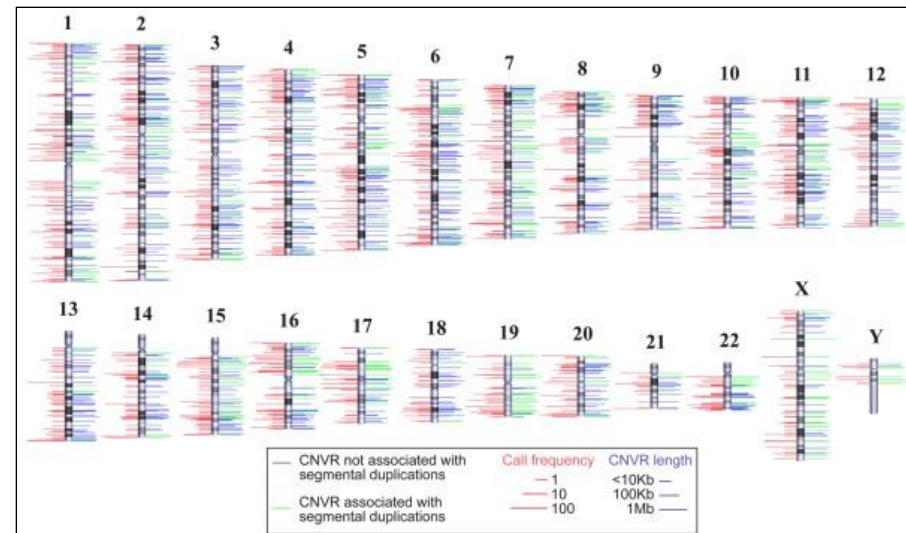 1 2 3 4 5 6 7 8 9 10 11 12
13 14 15 16 17 18 19 20 21 22 X Y
CNVR not associated with
segmental duplications
CNVR associated with
segmental duplications
Call frequency
1
10
100
CNVR length
<10Kb
100Kb
1Mb